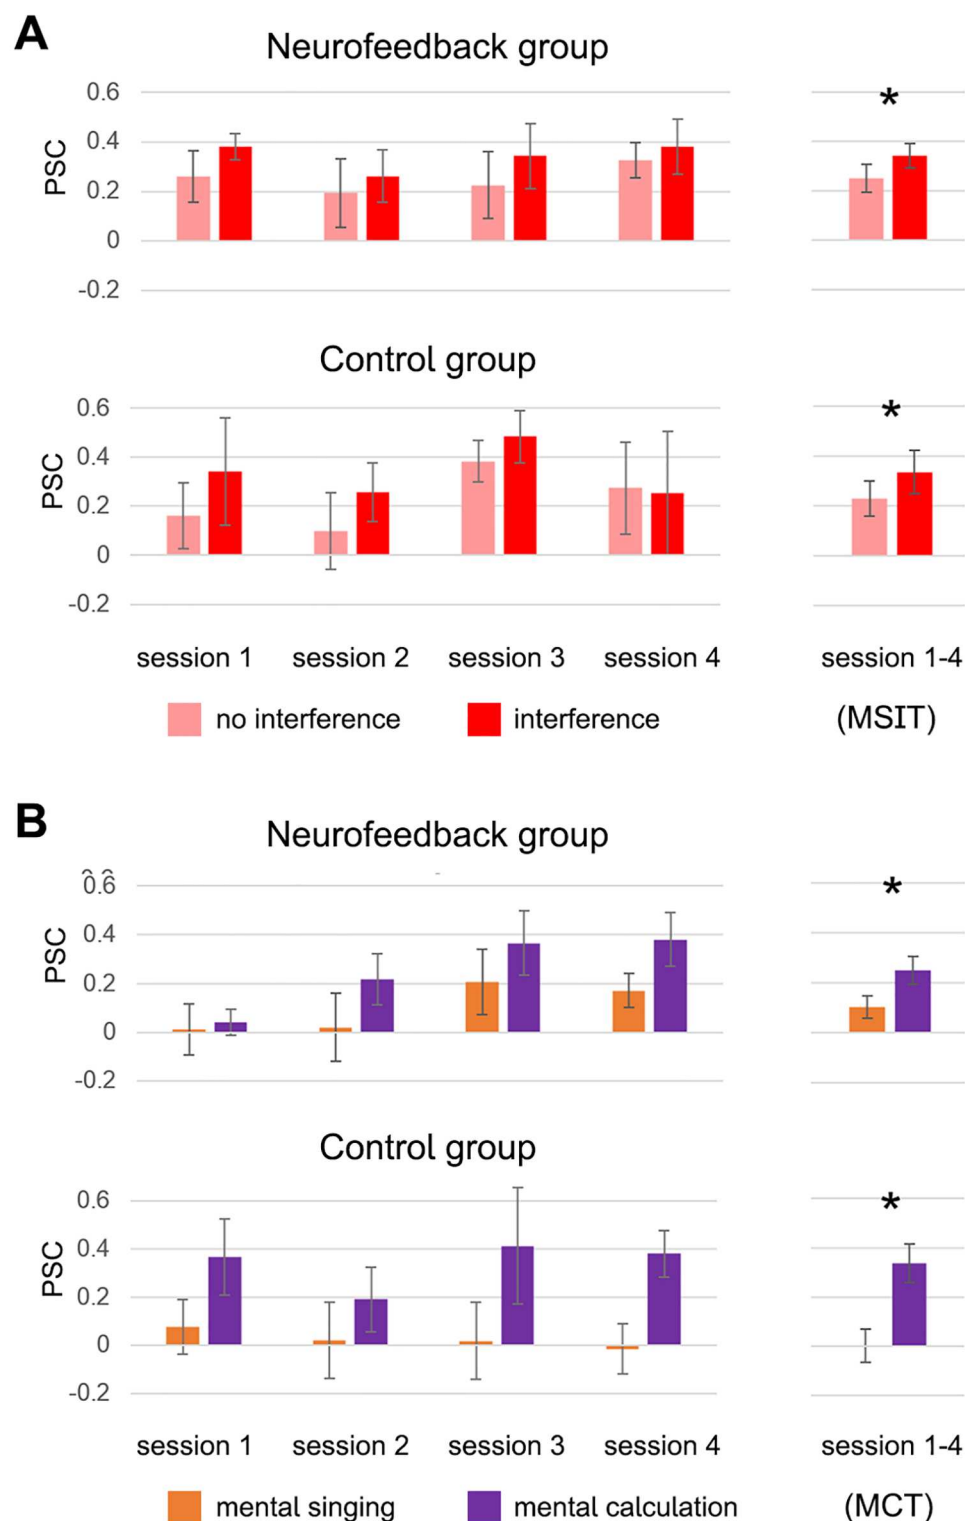 A
Neurofeedback group
PSC
0.6
0.4
0.2
0
-0.2
*
Control group
PSC
0.6
0.4
0.2
0
-0.2
*
session 1 session 2 session 3 session 4 session 1-4
no interference interference (MSIT)
B
Neurofeedback group
PSC
0.6
0.4
0.2
0
-0.2
*
Control group
PSC
0.6
0.4
0.2
0
-0.2
*
session 1 session 2 session 3 session 4 session 1-4
mental singing mental calculation (MCT)